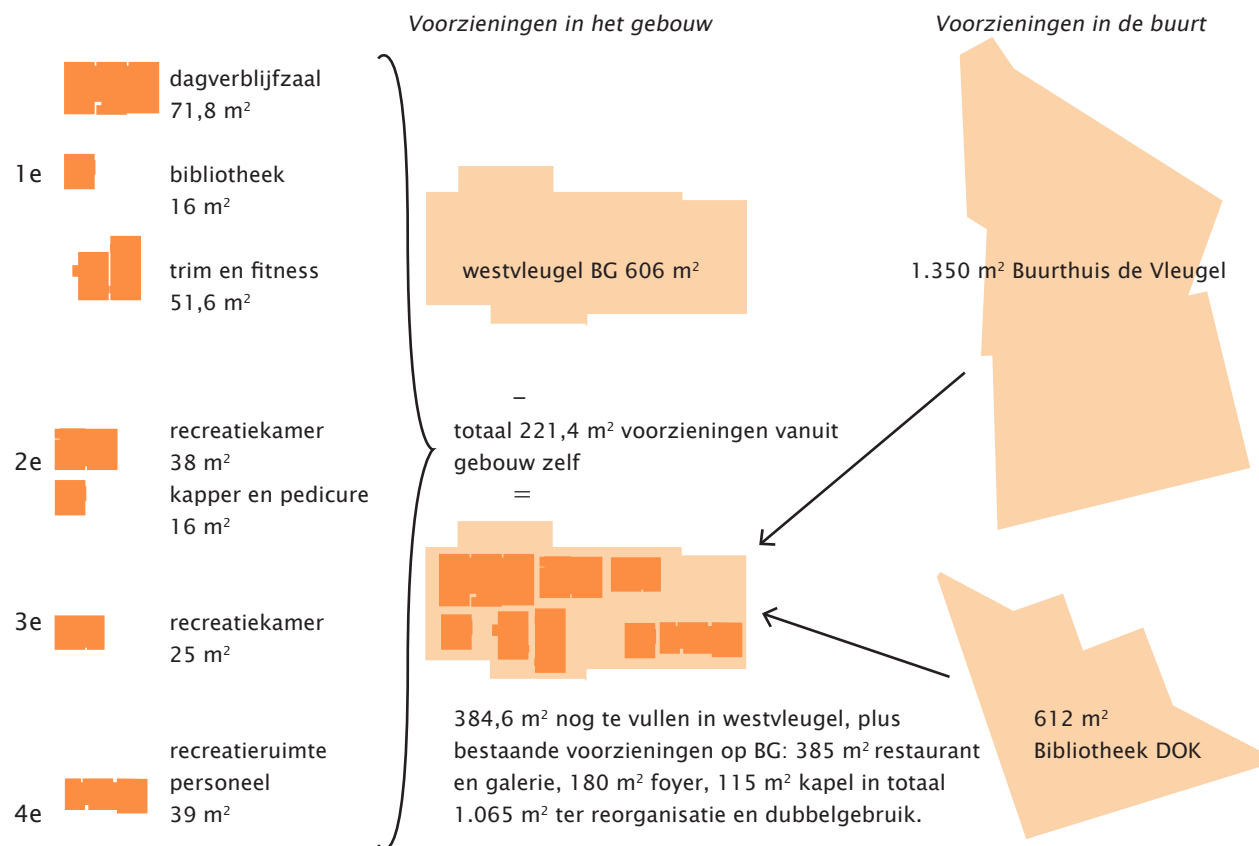 Voorzieningen in het gebouw
Voorzieningen in de buurt
dagverblijfzaal
71,8 m²
1e
bibliotheek
16 m²
trim en fitness
51,6 m²
2e
recreatiekamer
38 m²
kapper en pedicure
16 m²
3e
recreatiekamer
25 m²
4e
recreatieruimte
personeel
39 m²
westvleugel BG 606 m²
–
totaal 221,4 m² voorzieningen vanuit
gebouw zelf
=
384,6 m² nog te vullen in westvleugel, plus
bestaande voorzieningen op BG: 385 m² restaurant
en galerie, 180 m² foyer, 115 m² kapel in totaal
1.065 m² ter reorganisatie en dubbelgebruik.
1.350 m² Buurthuis de Vleugel
612 m²
Bibliotheek DOK